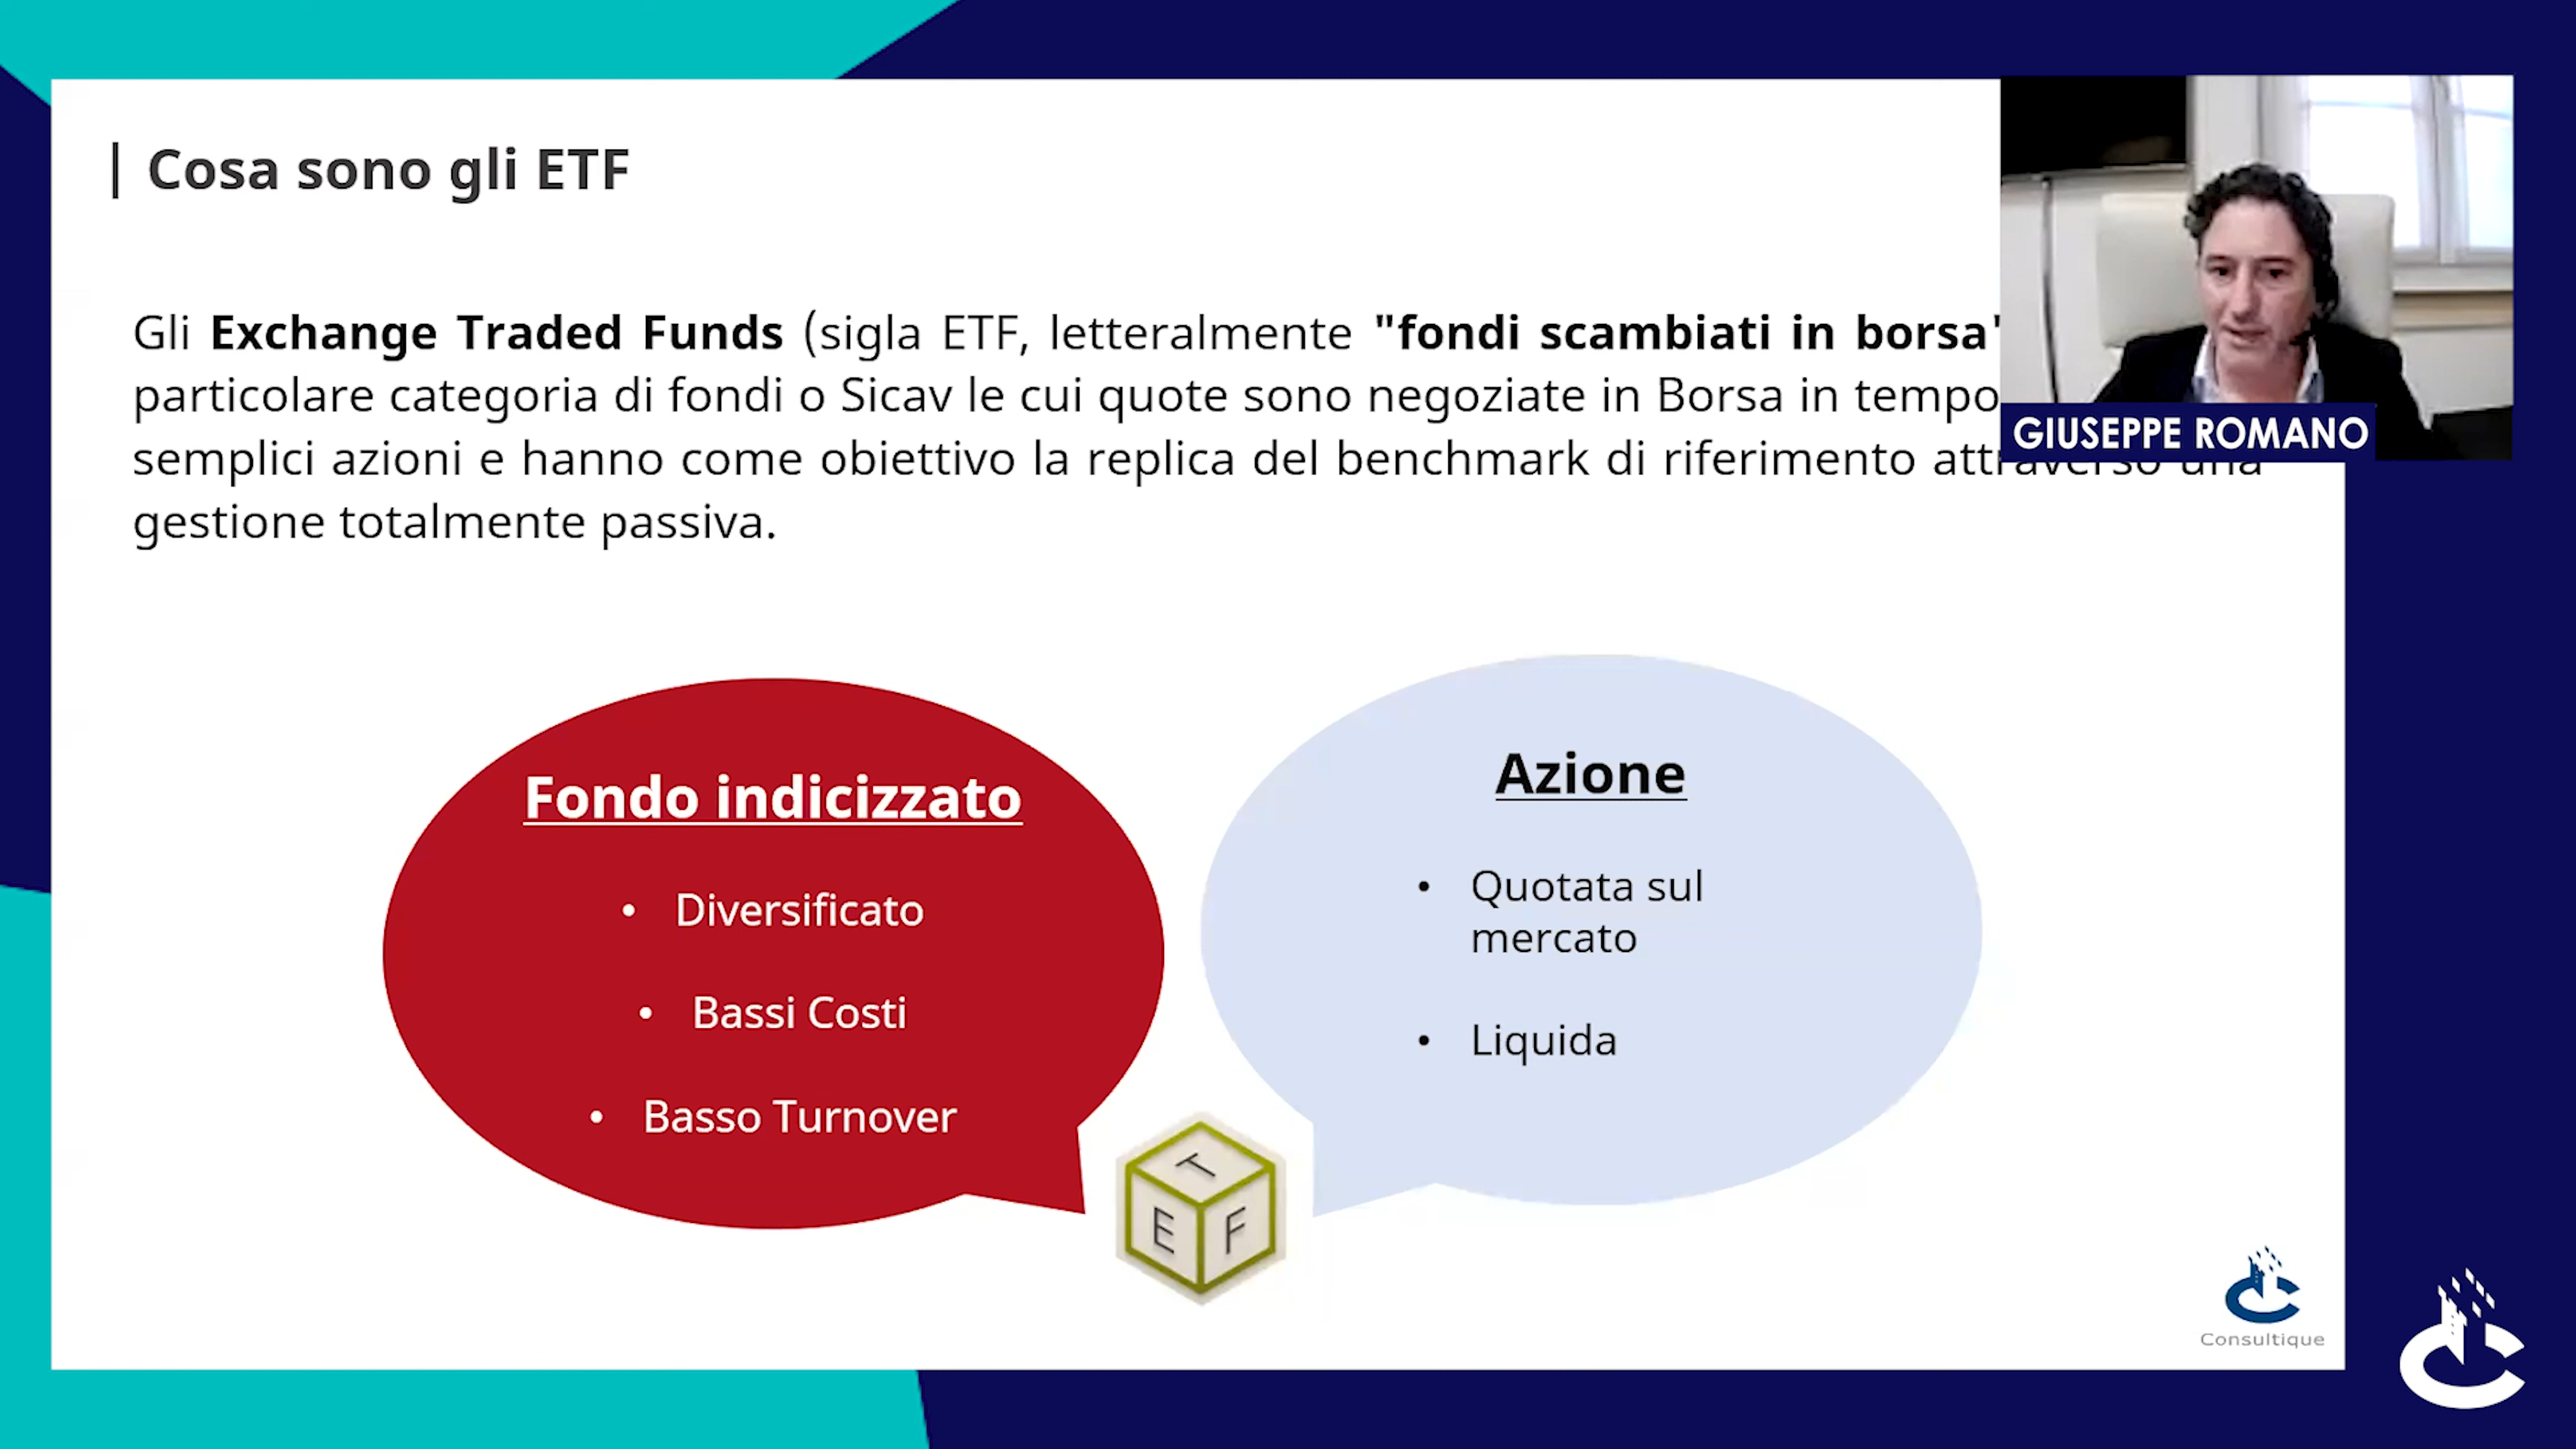 Cosa sono gli ETF
Gli Exchange Traded Funds (sigla ETF, letteralmente "fondi scambiati in borsa"
particolare categoria di fondi o Sicav le cui quote sono negoziate in Borsa in tempo
semplici azioni e hanno come obiettivo la replica del benchmark di riferimento attraverso una
gestione totalmente passiva.
GIUSEPPE ROMANO
Fondo indicizzato
• Diversificato
• Bassi Costi
• Basso Turnover
Azione
• Quotata sul
mercato
• Liquida
T
E F
Consultique